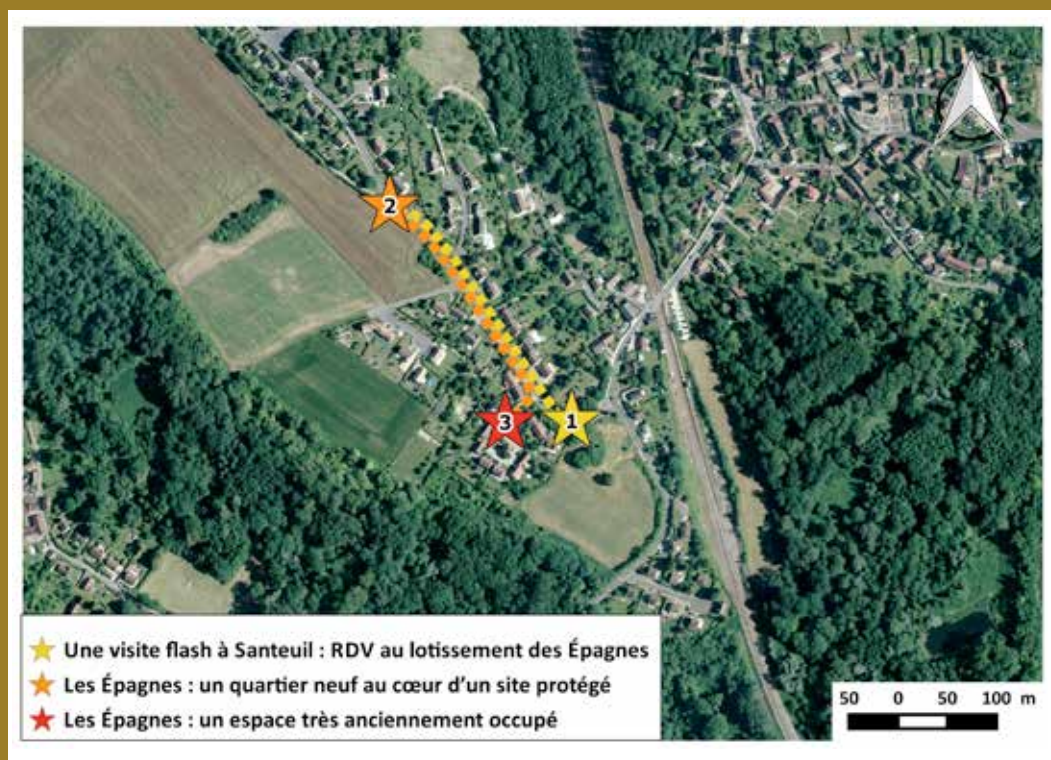 2
3
1
Une visite flash à Santeuil : RDV au lotissement des Épagnes
Les Épagnes : un quartier neuf au cœur d'un site protégé
Les Épagnes : un espace très anciennement occupé
50 0 50 100 m